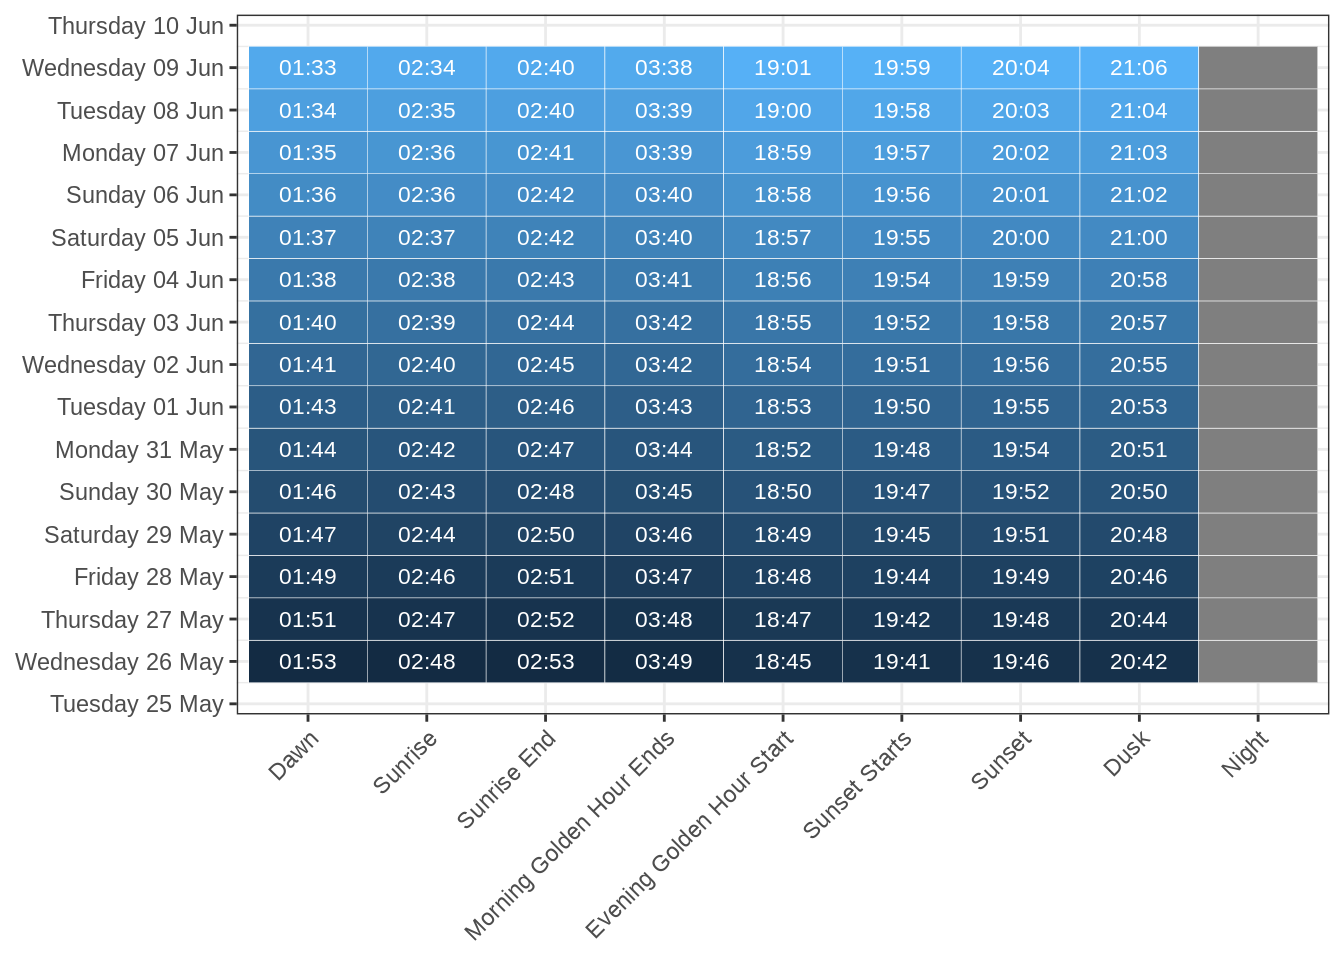 Thursday 10 Jun
Wednesday 09 Jun 01:33 02:34 02:40 03:38 19:01 19:59 20:04 21:06
Tuesday 08 Jun 01:34 02:35 02:40 03:39 19:00 19:58 20:03 21:04
Monday 07 Jun 01:35 02:36 02:41 03:39 18:59 19:57 20:02 21:03
Sunday 06 Jun 01:36 02:36 02:42 03:40 18:58 19:56 20:01 21:02
Saturday 05 Jun 01:37 02:37 02:42 03:40 18:57 19:55 20:00 21:00
Friday 04 Jun 01:38 02:38 02:43 03:41 18:56 19:54 19:59 20:58
Thursday 03 Jun 01:40 02:39 02:44 03:42 18:55 19:52 19:58 20:57
Wednesday 02 Jun 01:41 02:40 02:45 03:42 18:54 19:51 19:56 20:55
Tuesday 01 Jun 01:43 02:41 02:46 03:43 18:53 19:50 19:55 20:53
Monday 31 May 01:44 02:42 02:47 03:44 18:52 19:48 19:54 20:51
Sunday 30 May 01:46 02:43 02:48 03:45 18:50 19:47 19:52 20:50
Saturday 29 May 01:47 02:44 02:50 03:46 18:49 19:45 19:51 20:48
Friday 28 May 01:49 02:46 02:51 03:47 18:48 19:44 19:49 20:46
Thursday 27 May 01:51 02:47 02:52 03:48 18:47 19:42 19:48 20:44
Wednesday 26 May 01:53 02:48 02:53 03:49 18:45 19:41 19:46 20:42
Tuesday 25 May
Dawn
Sunrise
Sunrise End
Morning Golden Hour Ends
Evening Golden Hour Start
Sunset Starts
Sunset
Dusk
Night